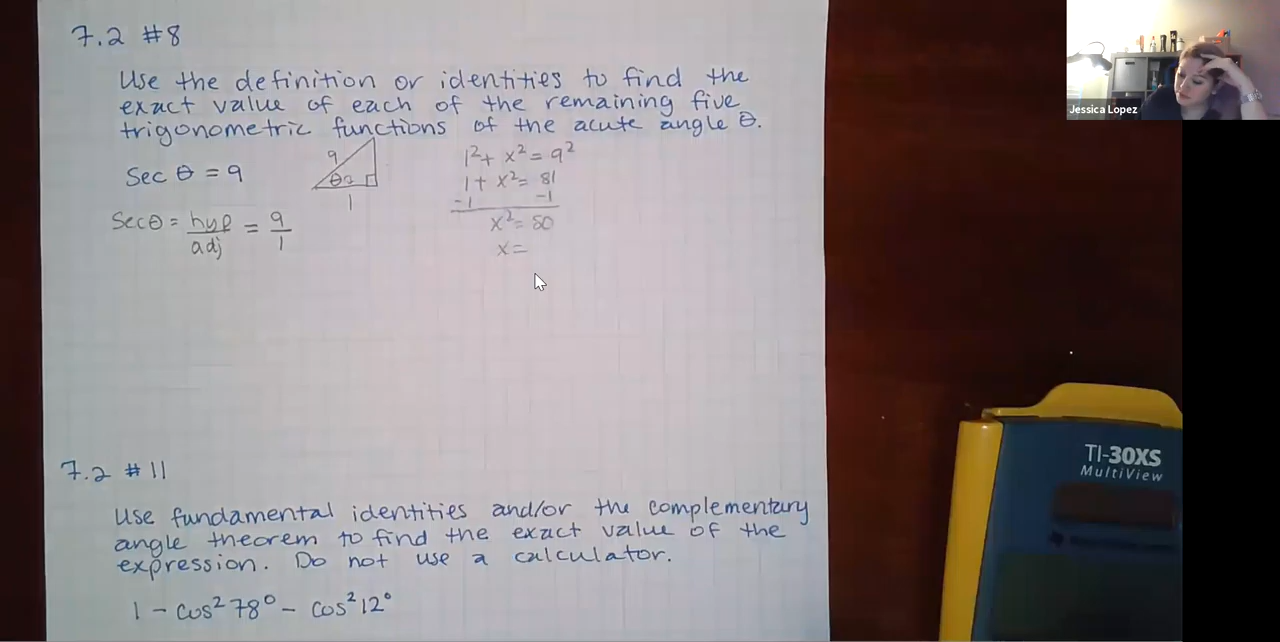 7.2 #8
Use the definition or identities to find the
exact value of each of the remaining five
trigonometric functions of the acute angle θ.
Sec θ = 9
9
θ
1
Secθ = hyp/adj = 9/1
1² + x² = 9²
1 + x² = 81
-1 -1
x² = 80
x =
7.2 #11
Use fundamental identities and/or the complementary
angle theorem to find the exact value of the
expression. Do not use a calculator.
1 - cos² 78° - cos² 12°
Jessica Lopez
TI-30XS
MultiView